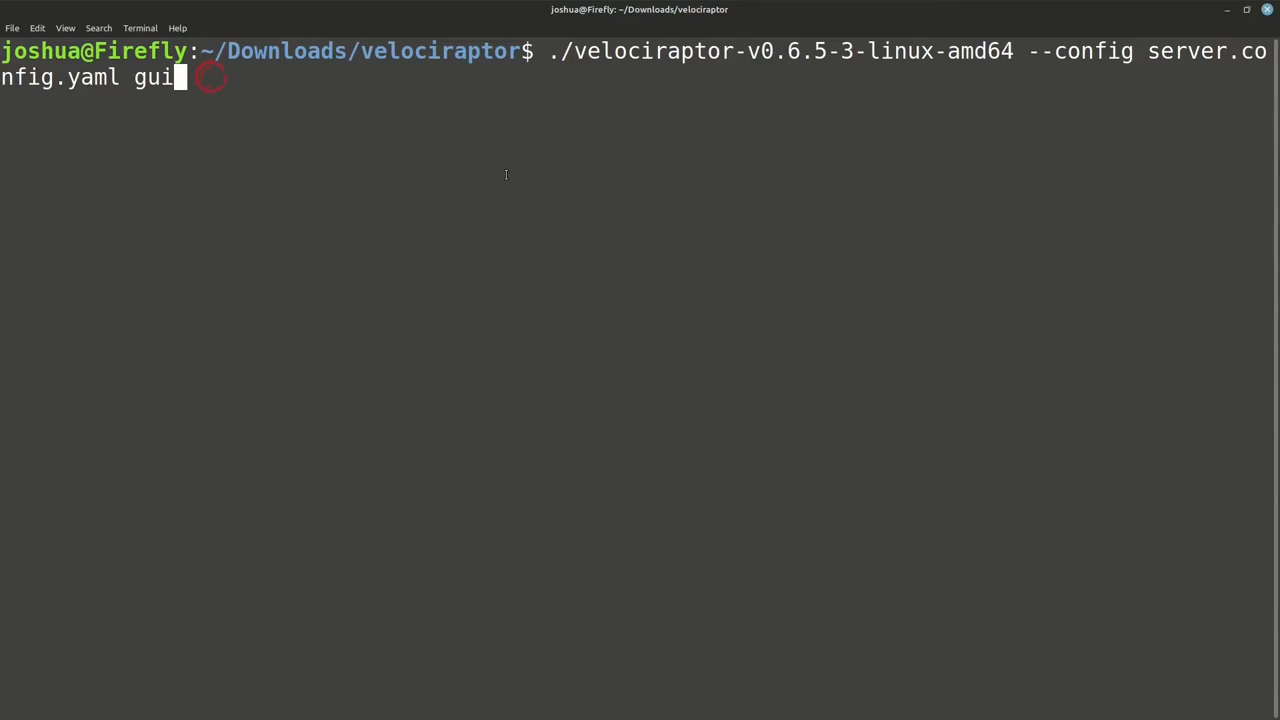 joshua@Firefly: ~/Downloads/velociraptor
File Edit View Search Terminal Help
joshua@Firefly:~/Downloads/velociraptor$ ./velociraptor-v0.6.5-3-linux-amd64 --config server.co
nfig.yaml gui